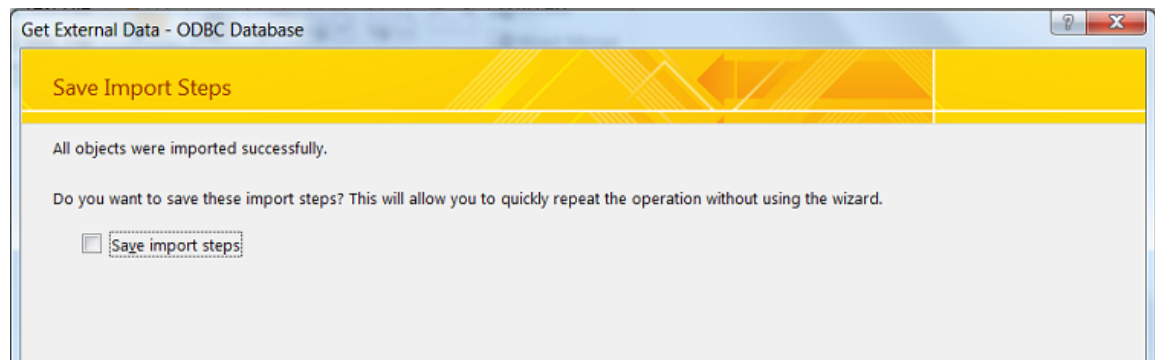 Get External Data - ODBC Database
Save Import Steps
All objects were imported successfully.
Do you want to save these import steps? This will allow you to quickly repeat the operation without using the wizard.
Save import steps